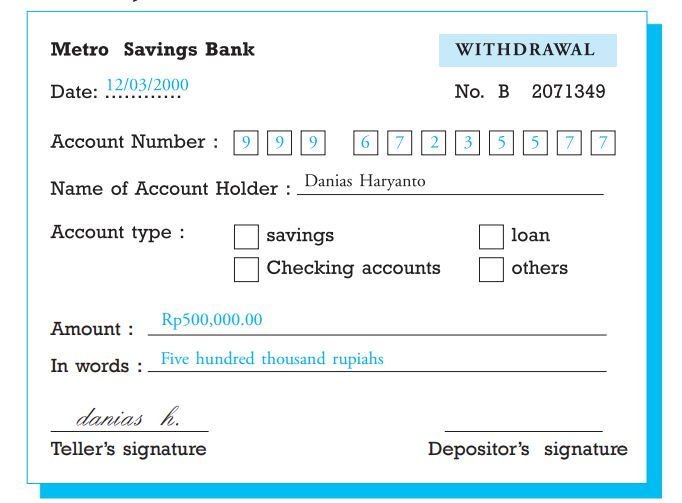 Metro Savings Bank WITHDRAWAL
Date: 12/03/2000 No. B 2071349
Account Number : 9 9 9 6 7 2 3 5 5 7 7
Name of Account Holder : Danias Haryanto
Account type : savings loan
Checking accounts others
Amount : Rp500,000.00
In words : Five hundred thousand rupiahs
danias h.
Teller's signature Depositor's signature